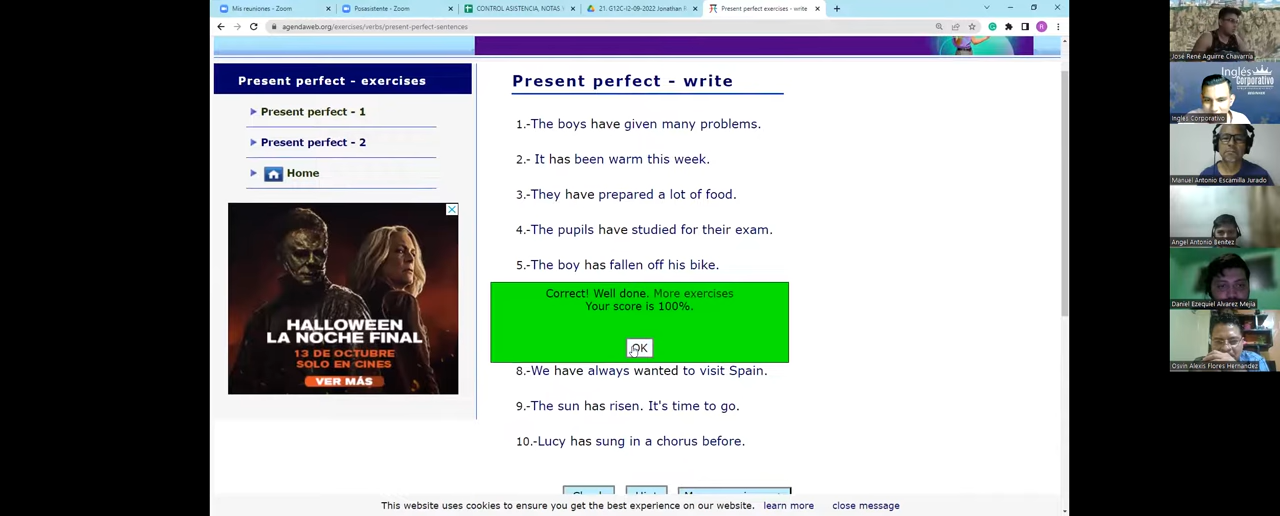 Mis reuniones - Zoom
Posasistente - Zoom
CONTROL ASISTENCIA, NOTAS
21. G12C-I2-09-2022 Jonathan
Present perfect exercises - write
agendaweb.org/exercises/verbs/present-perfect-sentences
Present perfect - exercises
Present perfect - 1
Present perfect - 2
Home
HALLOWEEN
LA NOCHE FINAL
13 DE OCTUBRE
SOLO EN CINES
VER MÁS
Present perfect - write
1.-The boys have given many problems.
2.- It has been warm this week.
3.-They have prepared a lot of food.
4.-The pupils have studied for their exam.
5.-The boy has fallen off his bike.
Correct! Well done. More exercises
Your score is 100%.
OK
8.-We have always wanted to visit Spain.
9.-The sun has risen. It's time to go.
10.-Lucy has sung in a chorus before.
This website uses cookies to ensure you get the best experience on our website. learn more close message
José René Aguirre Chavarría
Inglés
Corporativo
Inglés Corporativo
Manuel Antonio Escamilla Jurado
Angel Antonio Benitez
Daniel Ezequiel Alvarez Mejia
Osvin Alexis Flores Hernández